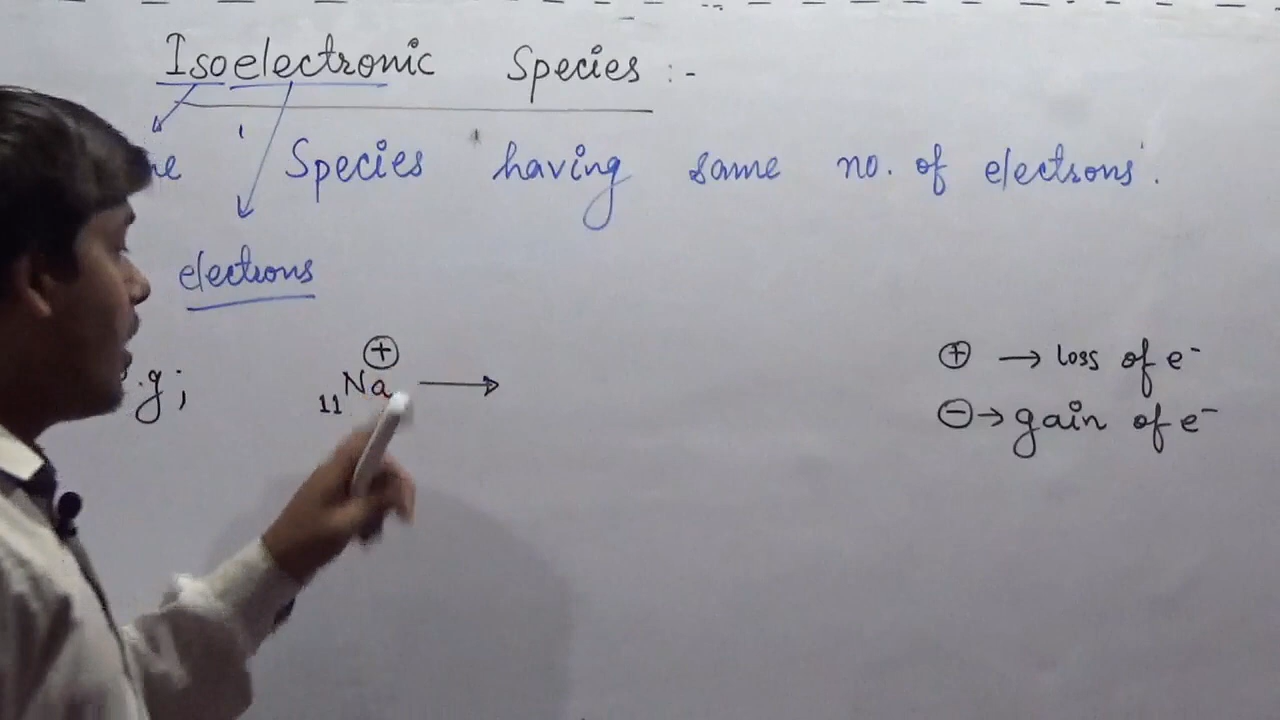 Isoelectronic Species :-
Species having same no. of electrons.
electrons
⊕ → loss of e⁻
₁₁Na⊕ →
⊖ → gain of e⁻